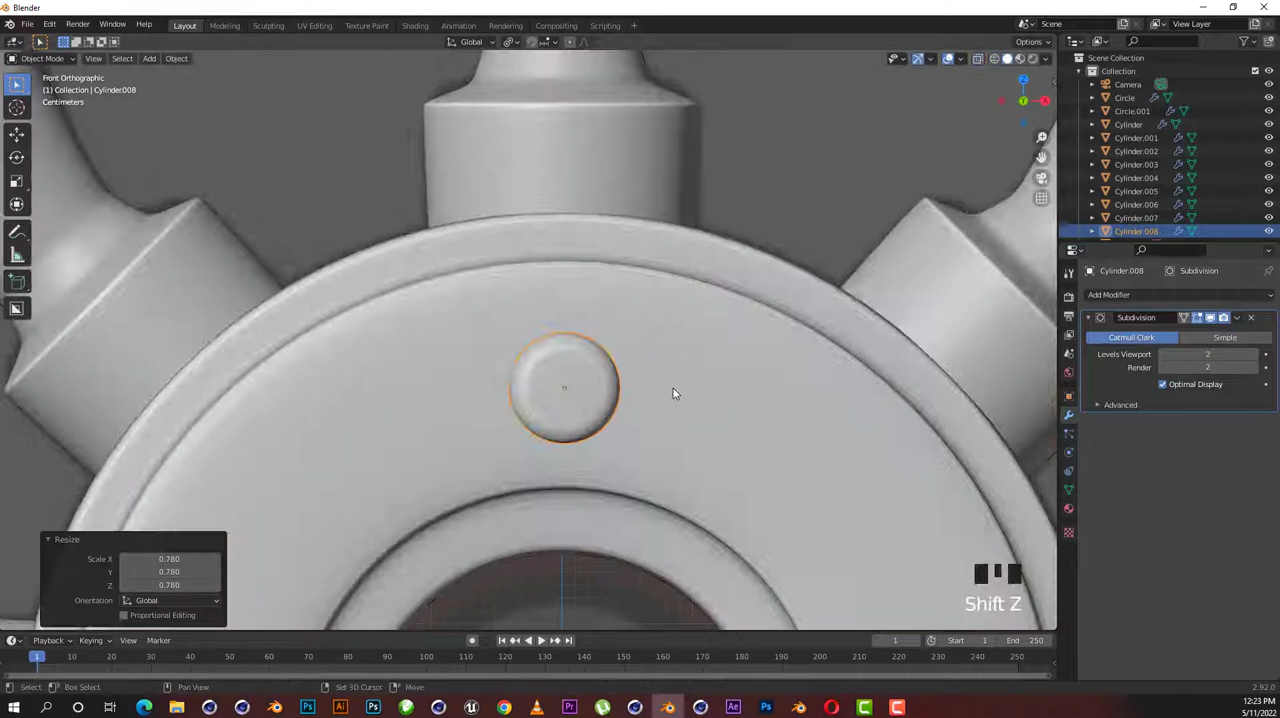 Blender
File Edit Render Window Help Layout Modeling Sculpting UV Editing Texture Paint Shading Animation Rendering Compositing Scripting + Scene View Layer
Global Options
Object Mode View Select Add Object
Front Orthographic
(1) Collection | Cylinder.008
Centimeters
Z
X
Y
Scene Collection
Collection
Camera
Circle
Circle.001
Cylinder
Cylinder.001
Cylinder.002
Cylinder.003
Cylinder.004
Cylinder.005
Cylinder.006
Cylinder.007
Cylinder.008
Cylinder.008 Subdivision
Add Modifier
Subdivision
Catmull-Clark Simple
Levels Viewport 2
Render 2
Optimal Display
Advanced
Resize
Scale X 0.780
Y 0.780
Z 0.780
Orientation Global
Proportional Editing
Shift Z
Playback Keying View Marker 1 Start 1 End 250
1 10 20 30 40 50 60 70 80 90 100 110 120 130 140 150 160 170 180 190 200 210 220 230 240 250
Select Box Select Pan View Set 3D Cursor Move 2.92.0
Ps Ai Ps Pr Ae Ps C C 12:23 PM
5/11/2022